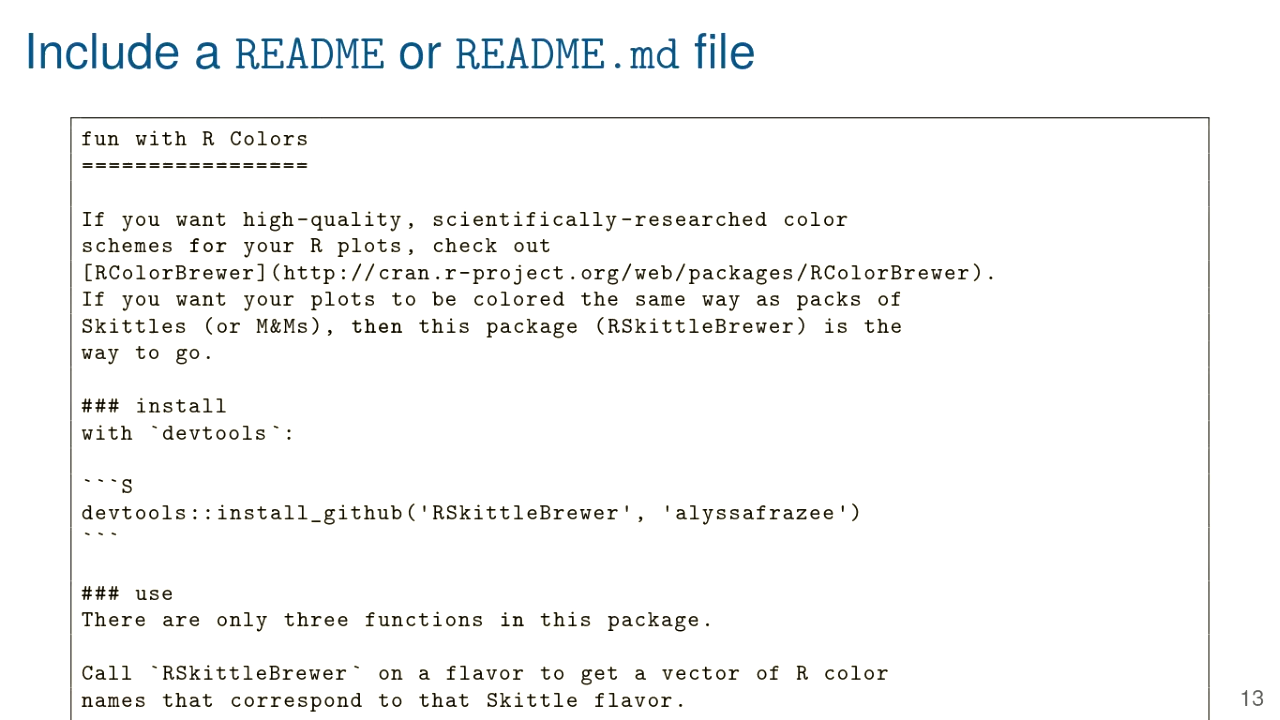 Include a README or README.md file
fun with R Colors
=================
If you want high-quality, scientifically-researched color
schemes for your R plots, check out
[RColorBrewer](http://cran.r-project.org/web/packages/RColorBrewer).
If you want your plots to be colored the same way as packs of
Skittles (or M&Ms), then this package (RSkittleBrewer) is the
way to go.
### install
with `devtools`:
```S
devtools::install_github('RSkittleBrewer', 'alyssafrazee')
```
### use
There are only three functions in this package.
Call `RSkittleBrewer` on a flavor to get a vector of R color
names that correspond to that Skittle flavor.
13